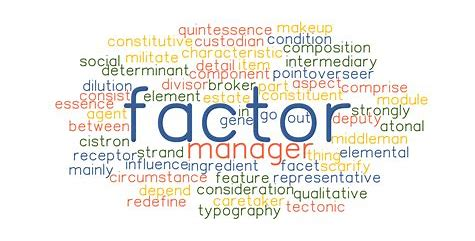 quintessence makeup
constitutive custodian condition
social militate characteristic composition
determinant detail item intermediary
component pointoverseer
dilution divisor broker part aspect comprise
consist element estate constituent module
essence
factor
agent in go out strongly
between gene deputy atonal
cistron middleman
receptor strand manager thing elemental
mainly influence ingredient facet scarify
circumstance feature representative
depend consideration qualitative
redefine caretaker
typography tectonic